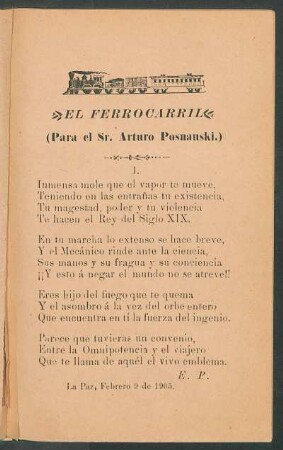 EL FERROCARRIL
(Para el Sr. Arturo Posnanski.)
I.
Inmensa mole que el vapor te mueve,
Teniendo en las entrañas tu existencia,
Tu magestad, poder y tu violencia
Te hacen el Rey del Siglo XIX.
En tu marcha lo extenso se hace breve,
Y el Mecánico rinde ante la ciencia,
Sus manos y su fragua y su conciencia
¡¡Y esto á negar el mundo no se atreve!!
Eres hijo del fuego que te quema
Y el asombro á la vez del orbe entero
Que encuentra en ti la fuerza del ingenio.
Parece que tuvieras un convenio,
Entre la Omnipotencia y el viajero
Que te llama de aquél el vivo emblema.
E. P.
La Paz, Febrero 9 de 1905.